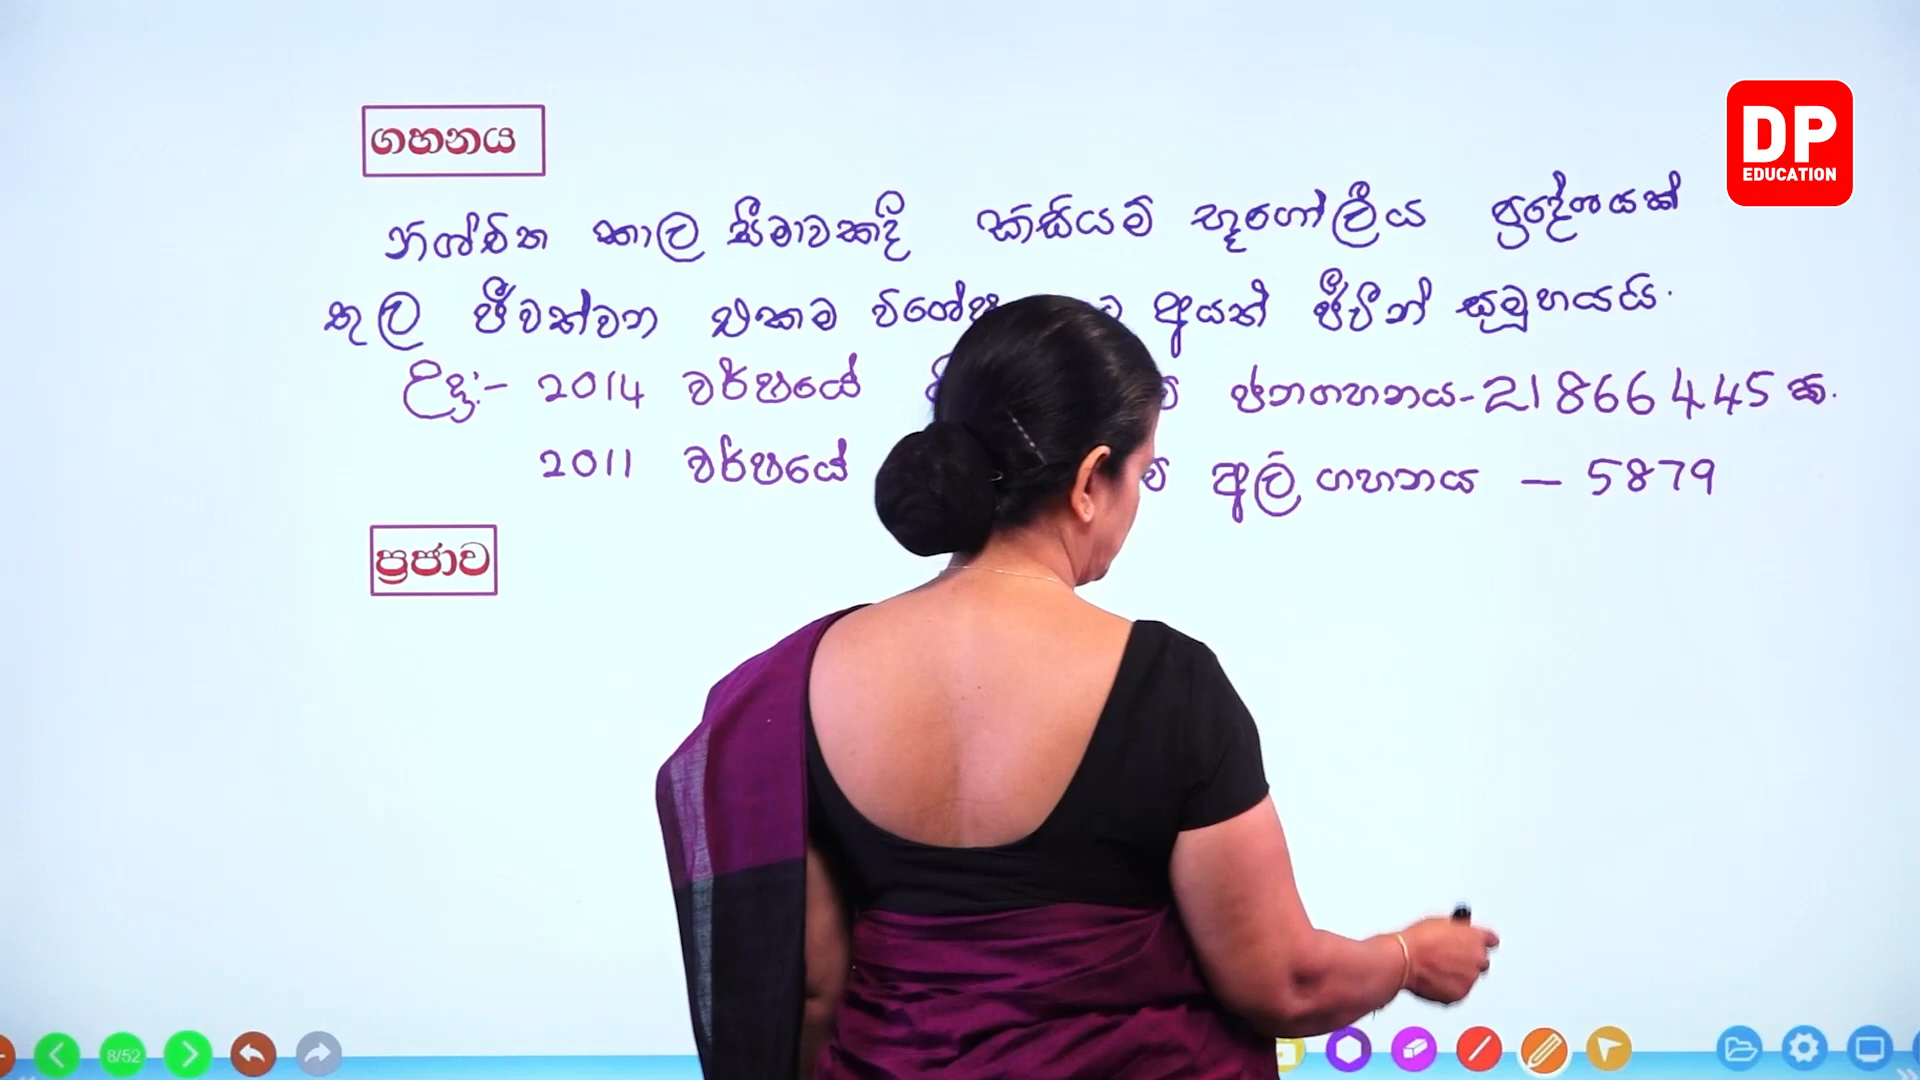 DP
EDUCATION
ගහනය
නිශ්චිත කාල සීමාවකදී කිසියම් භූගෝලීය ප්‍රදේශයක්
තුල ජීවත්වන එකම විශේෂ අයත් ජීවීන් සමූහයයි.
උදා:- 2014 වර්ෂයේ ජනගහනය - 21866445 ක.
2011 වර්ෂයේ අලි ගහනය – 5879
ප්‍රජාව
8/52